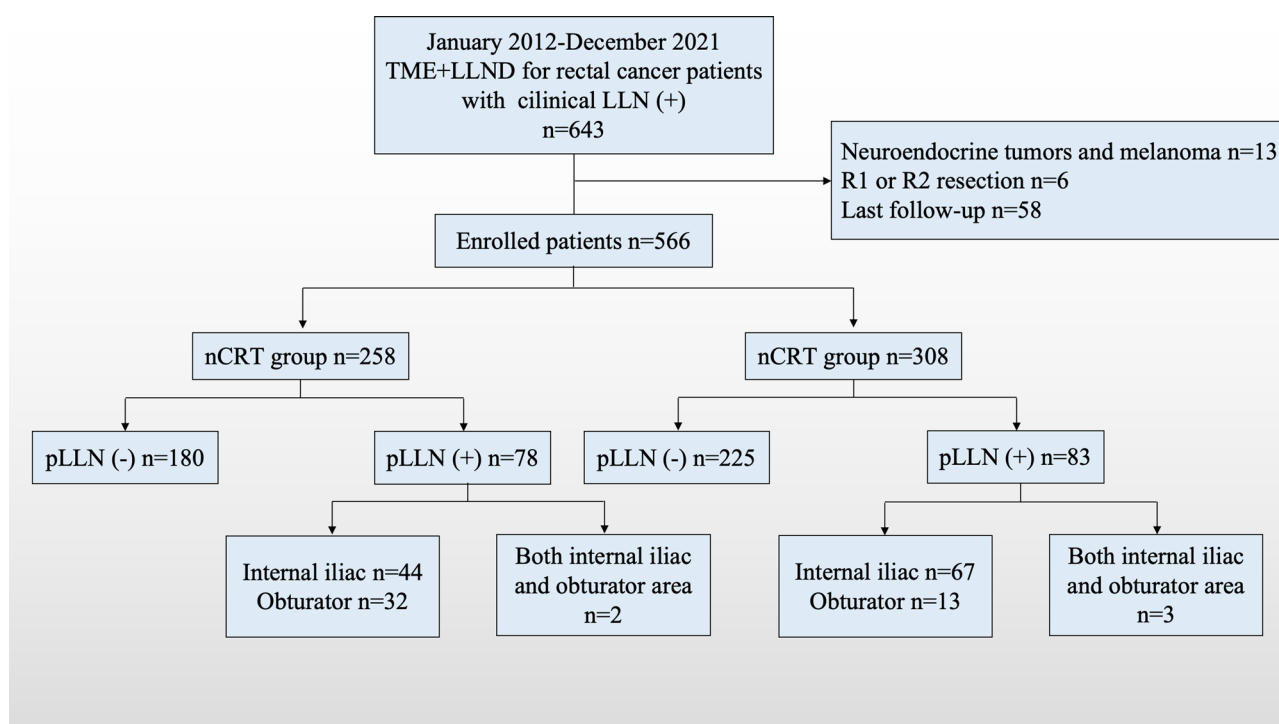 January 2012-December 2021
TME+LLND for rectal cancer patients
with cilinical LLN (+)
n=643
Neuroendocrine tumors and melanoma n=13
R1 or R2 resection n=6
Last follow-up n=58
Enrolled patients n=566
nCRT group n=258
nCRT group n=308
pLLN (-) n=180
pLLN (+) n=78
pLLN (-) n=225
pLLN (+) n=83
Internal iliac n=44
Obturator n=32
Both internal iliac
and obturator area
n=2
Internal iliac n=67
Obturator n=13
Both internal iliac
and obturator area
n=3